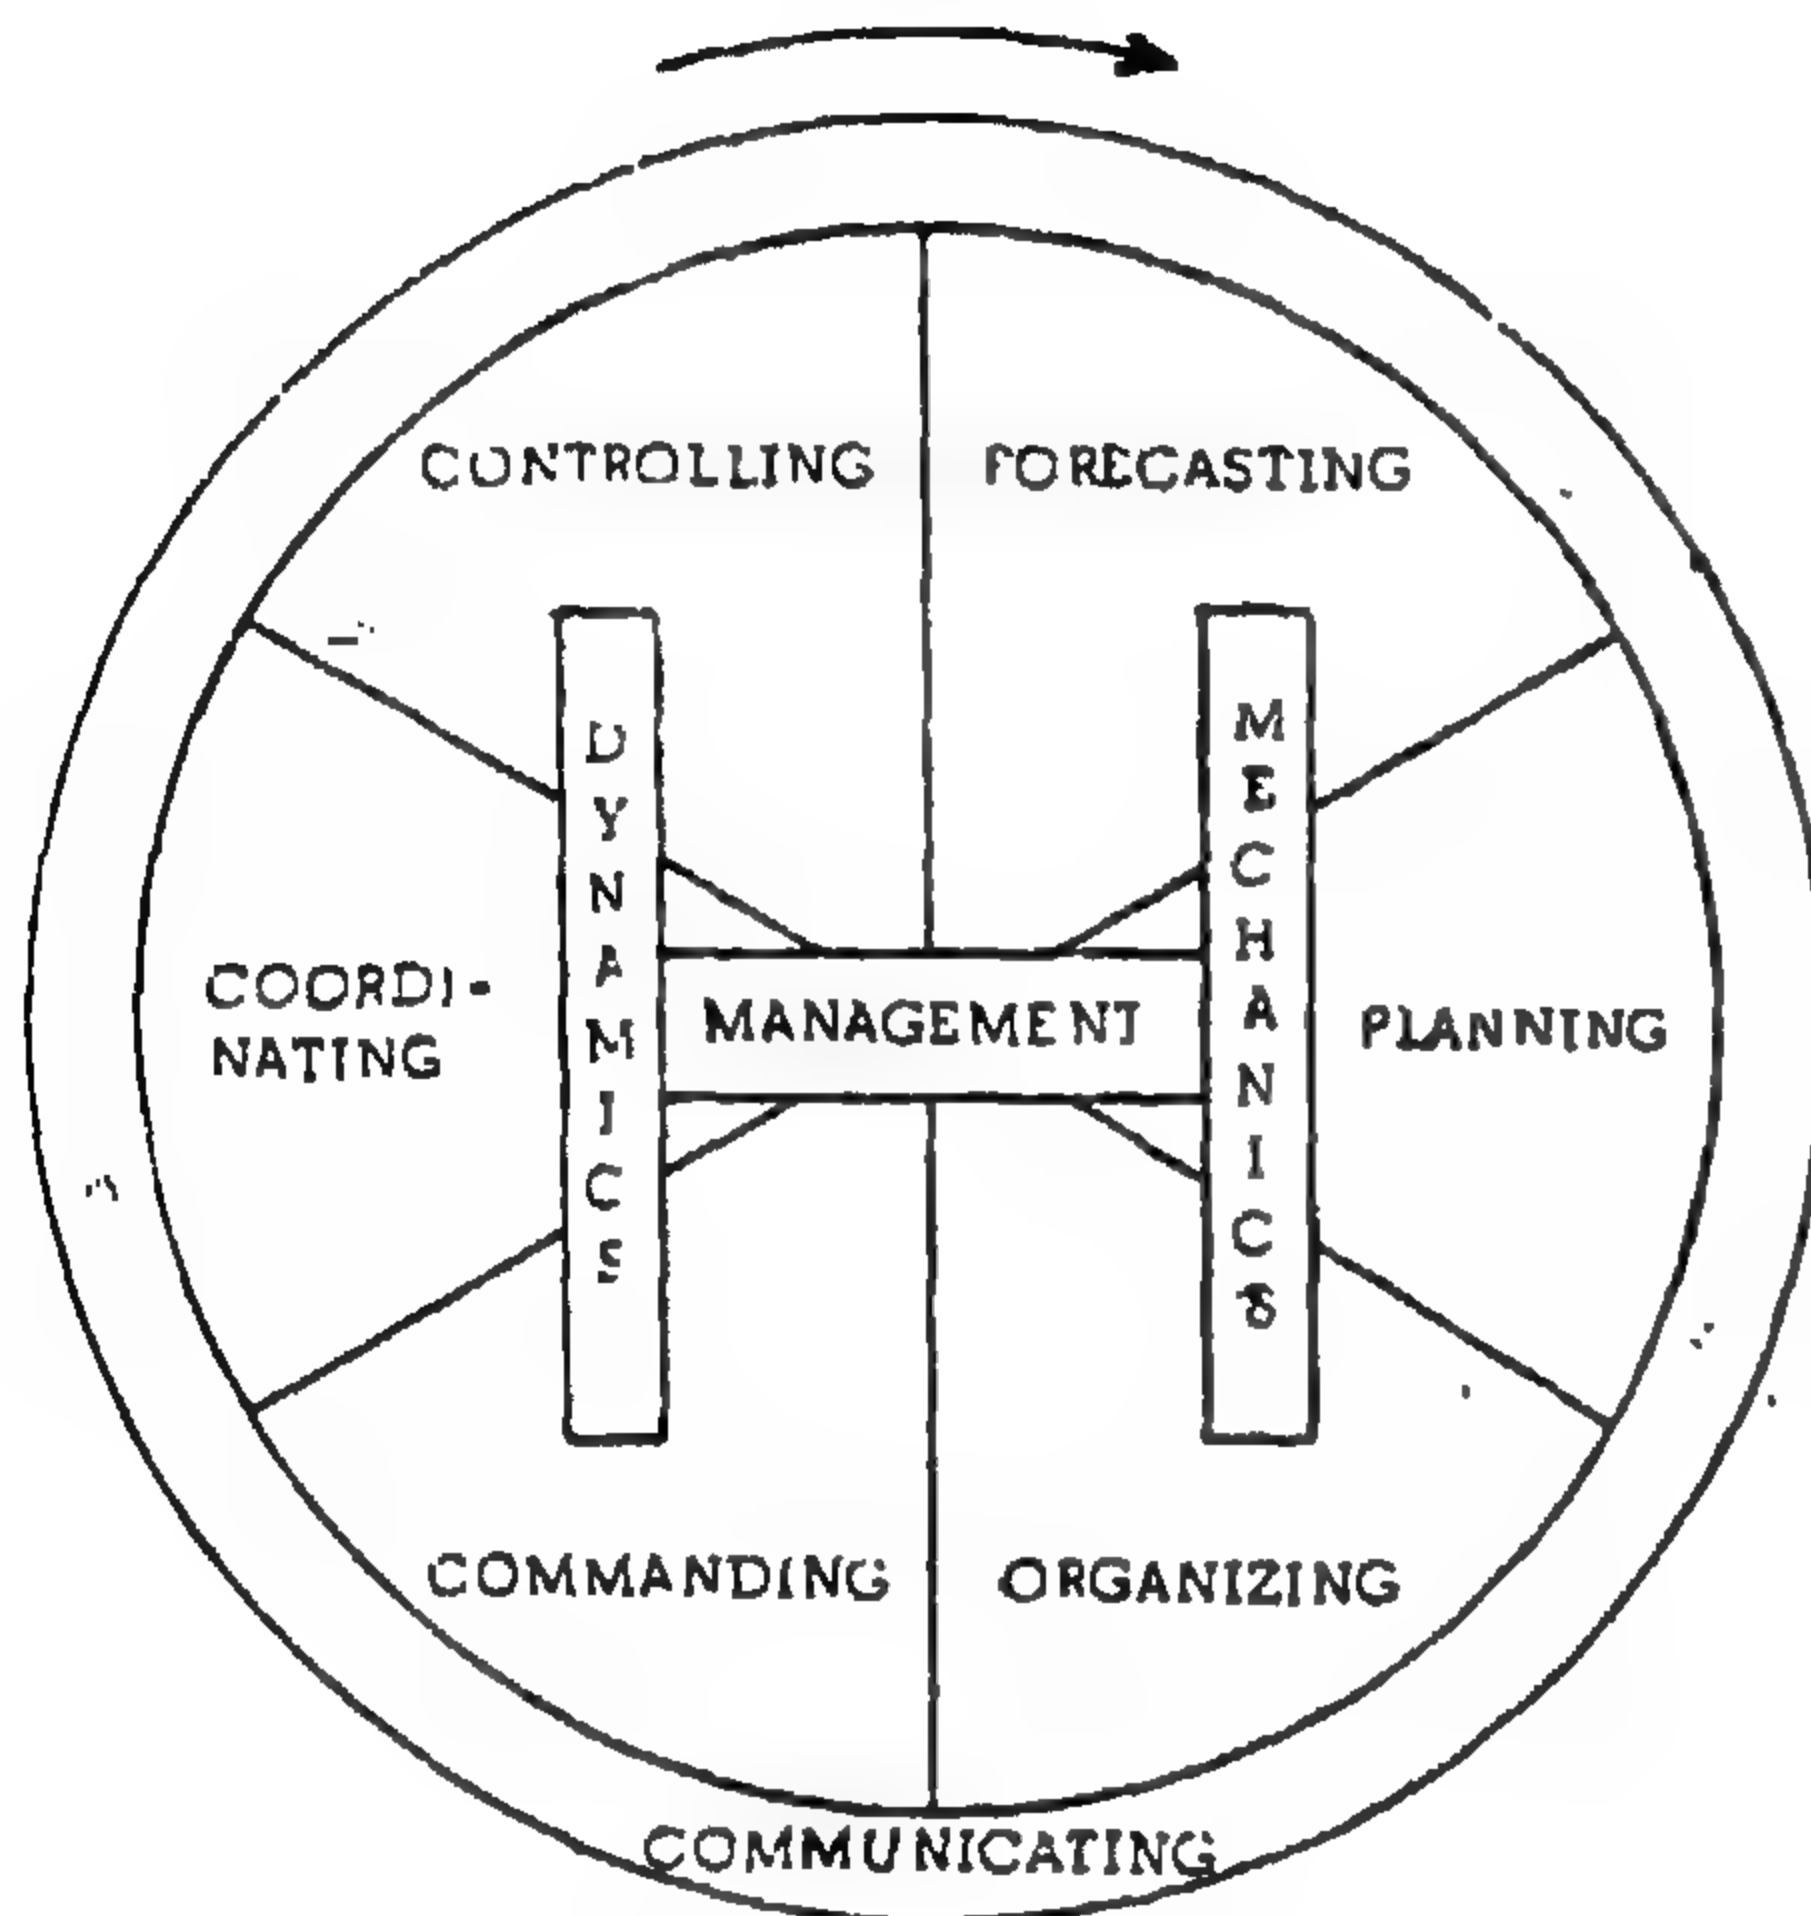 CONTROLLING
FORECASTING
DYNAMICS
MECHANICS
COORDI-
NATING
MANAGEMENT
PLANNING
COMMANDING
ORGANIZING
COMMUNICATING